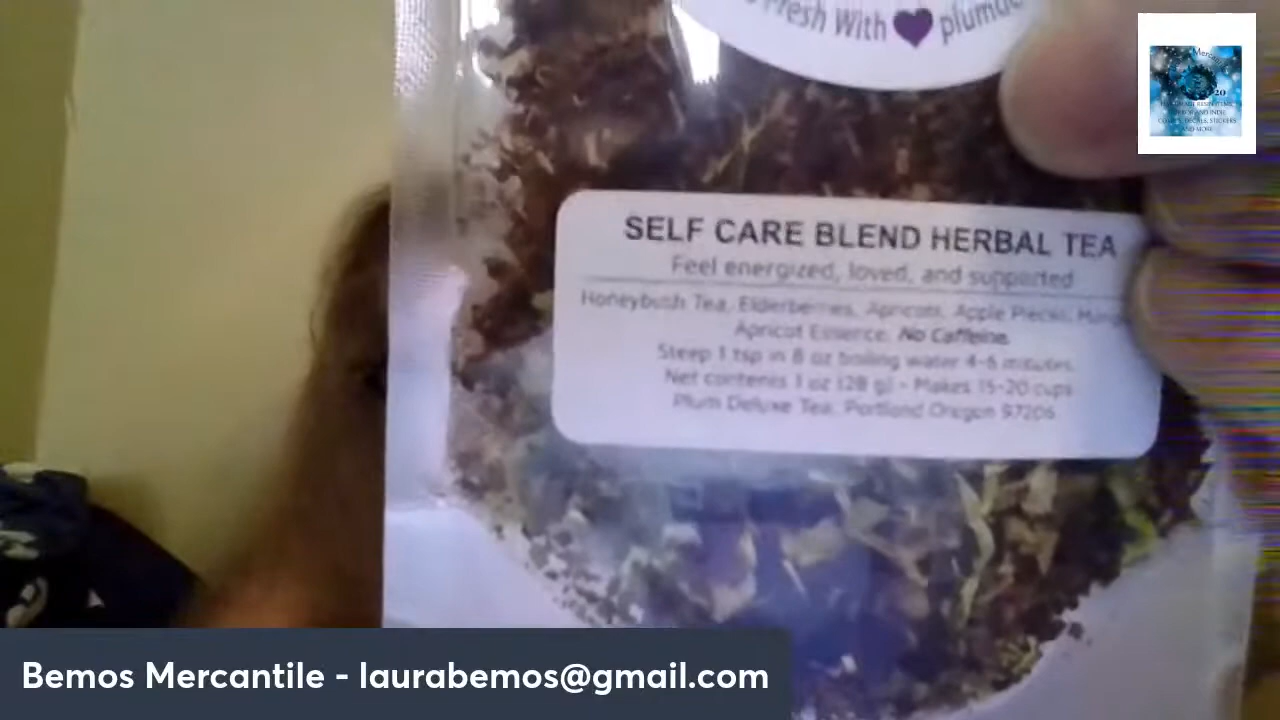 Fresh With
SELF CARE BLEND HERBAL TEA
Feel energized, loved, and supported
Honeybush Tea, Elderberries, Apricots, Apple Pieces,
Apricot Essence. No Caffeine.
Steep 1 tsp in 8 oz boiling water 4-6 minutes.
Net contents 1 oz (28 g) - Makes 15-20 cups
Plum Deluxe Tea, Portland Oregon 97206
Bemos Mercantile - laurabemos@gmail.com